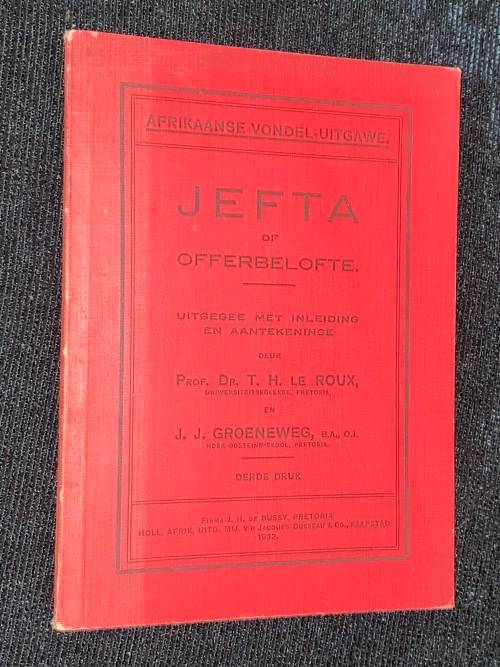 AFRIKAANSE VONDEL-UITGAWE.
JEFTA
OF
OFFERBELOFTE.
UITGEGEE MET INLEIDING
EN AANTEKENINGE
DEUR
PROF. DR. T. H. LE ROUX,
UNIWERSITEITSKOLLEGE, PRETORIA,
EN
J. J. GROENEWEG, B.A., O.I.
HOËR OOSTEIND-SKOOL, PRETORIA.
DERDE DRUK
FIRMA J. H. DE BUSSY, PRETORIA
HOLL. AFRIK. UITG. MIJ. V/H JACQUES DUSSEAU & CO., KAAPSTAD
1932.